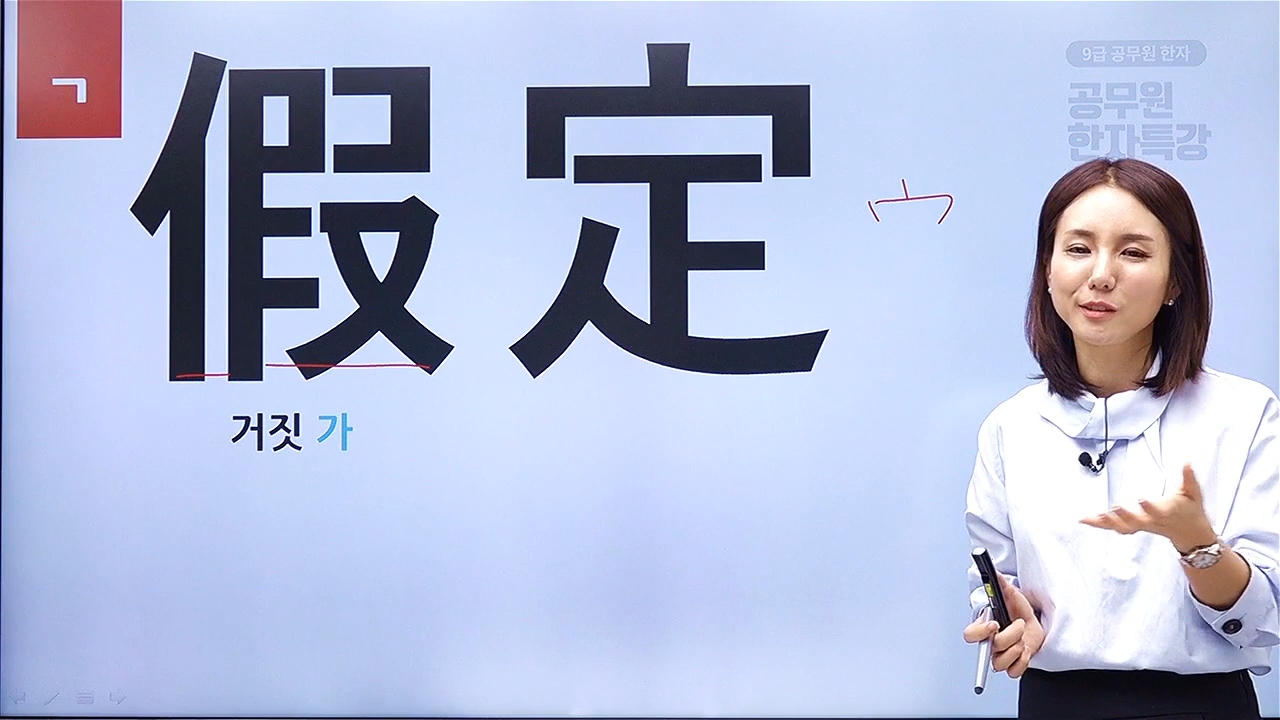 ㄱ
假定
宀
거짓 가
9급 공무원 한자
공무원
한자특강